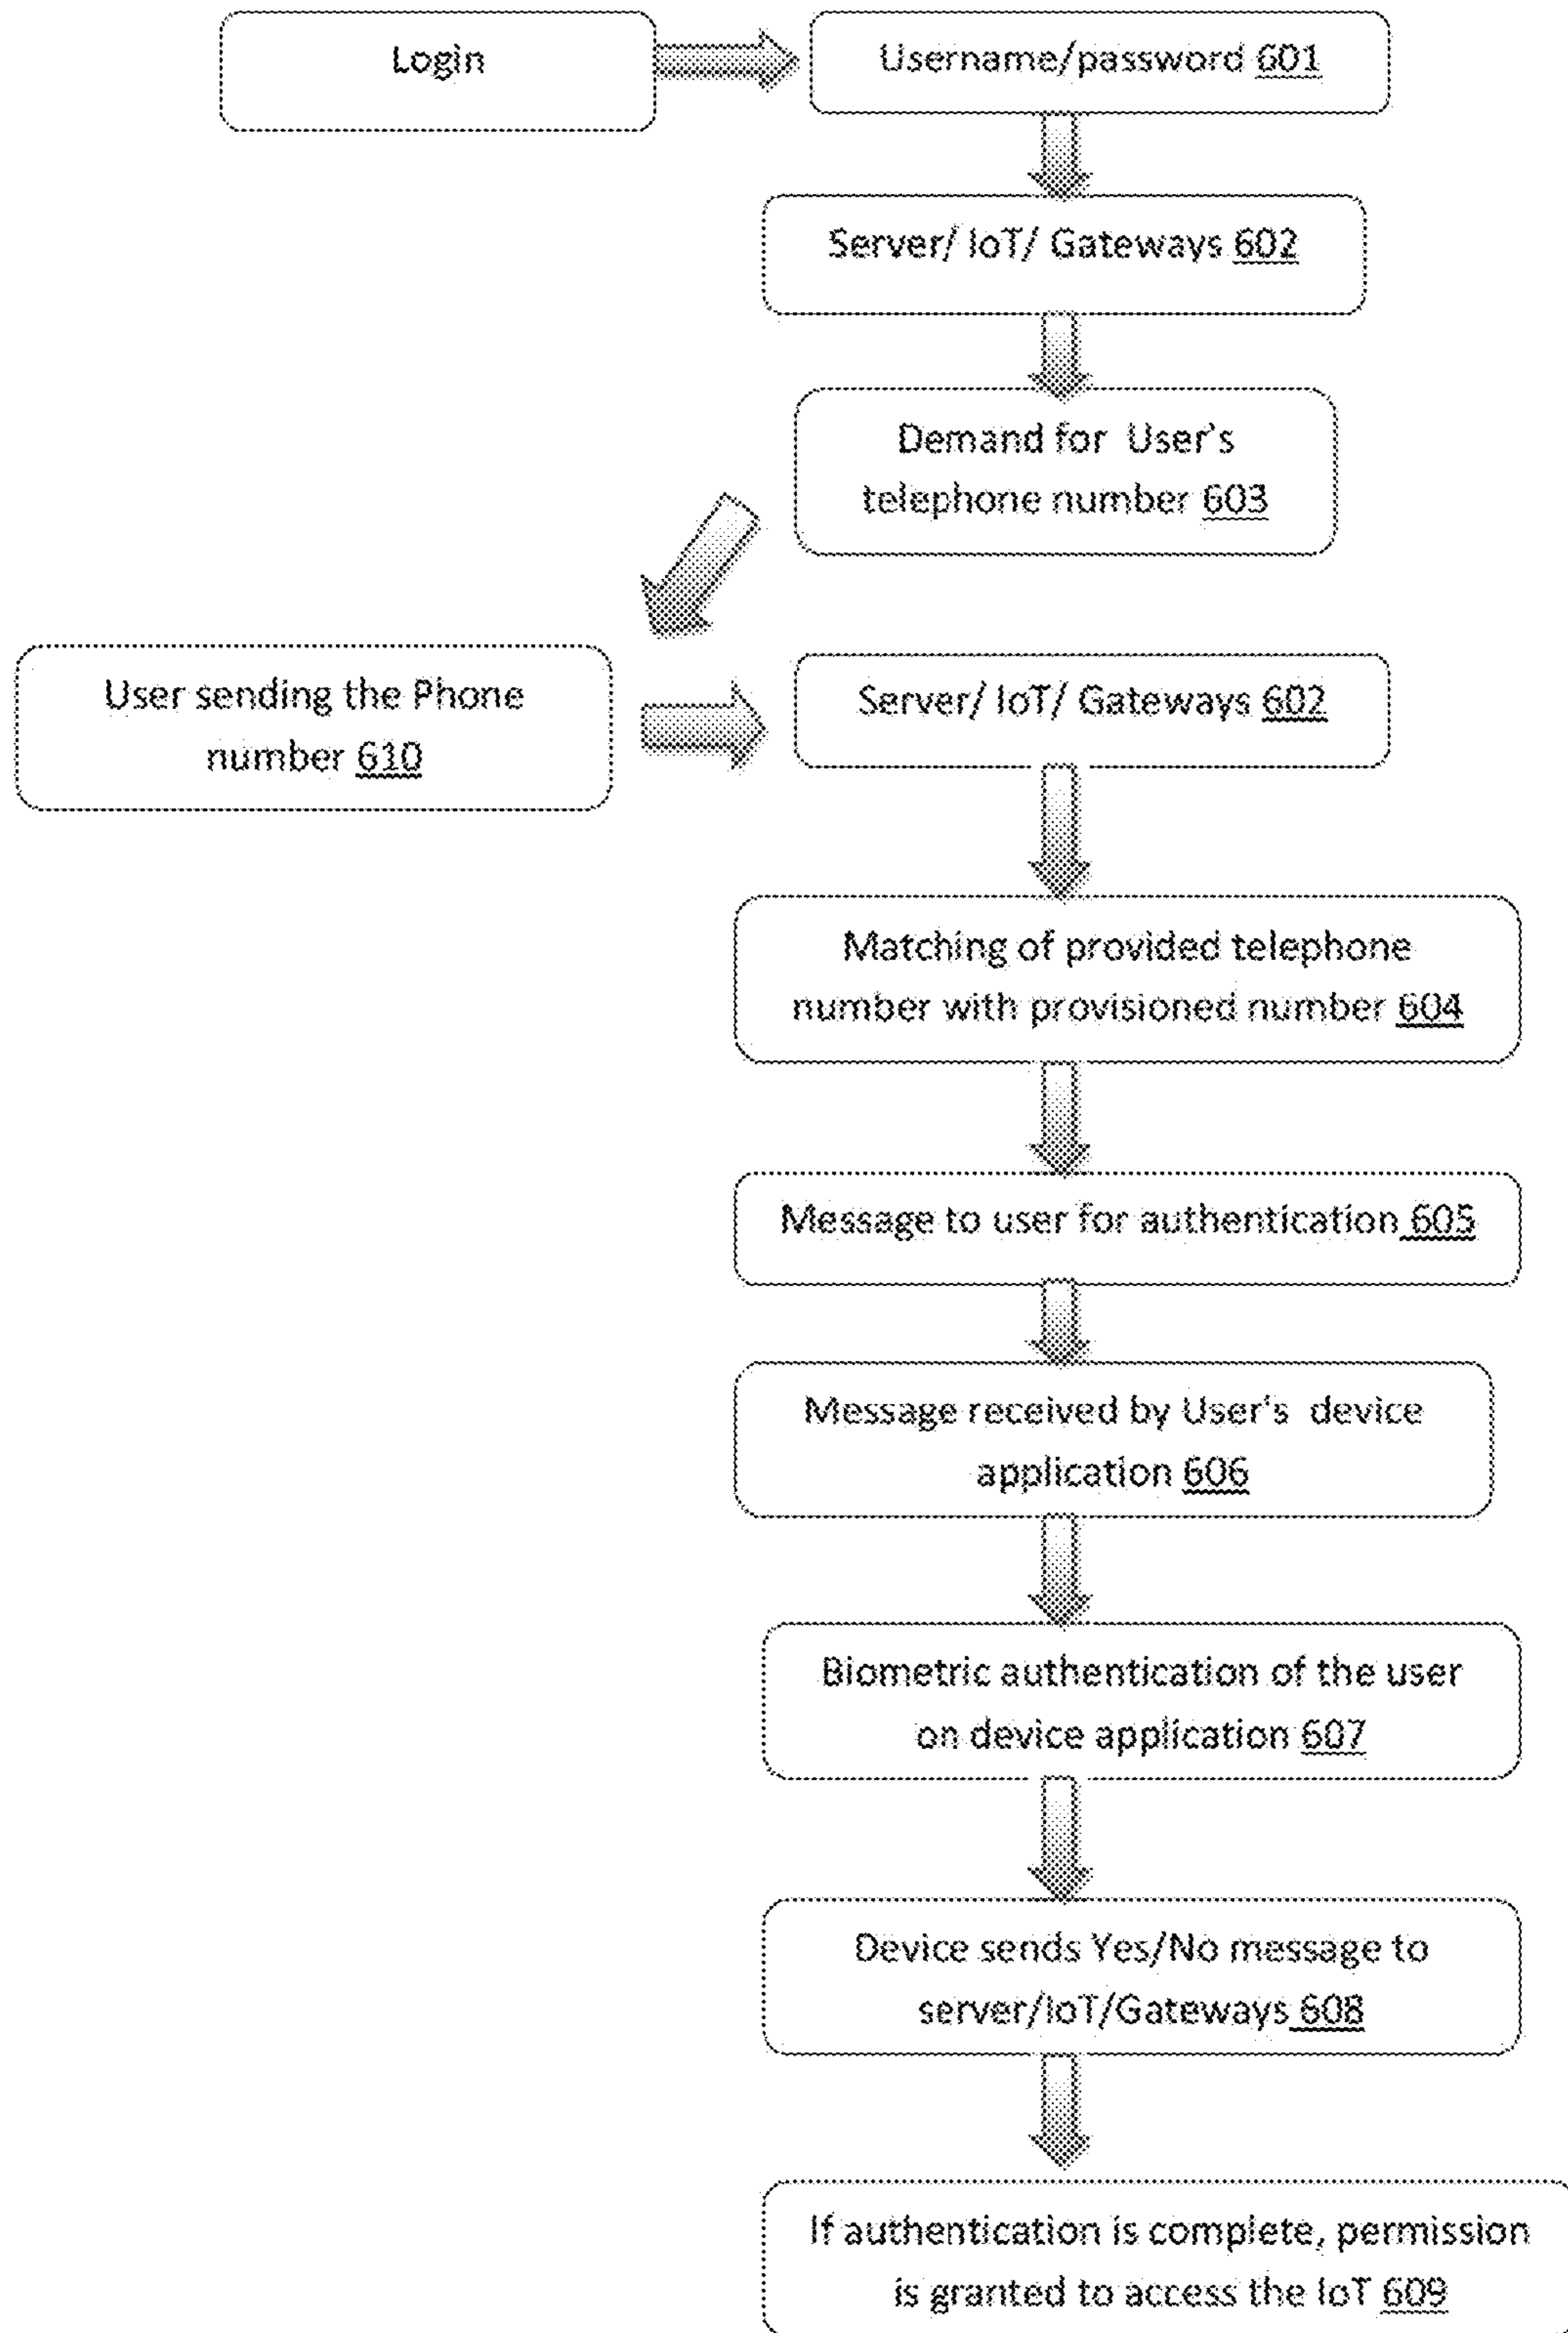 Login
Username/password 601
Server/ IoT/ Gateways 602
Demand for User's
telephone number 603
User sending the Phone
number 610
Server/ IoT/ Gateways 602
Matching of provided telephone
number with provisioned number 604
Message to user for authentication 605
Message received by User's device
application 606
Biometric authentication of the user
on device application 607
Device sends Yes/No message to
server/IoT/Gateways 608
If authentication is complete, permission
is granted to access the IoT 609